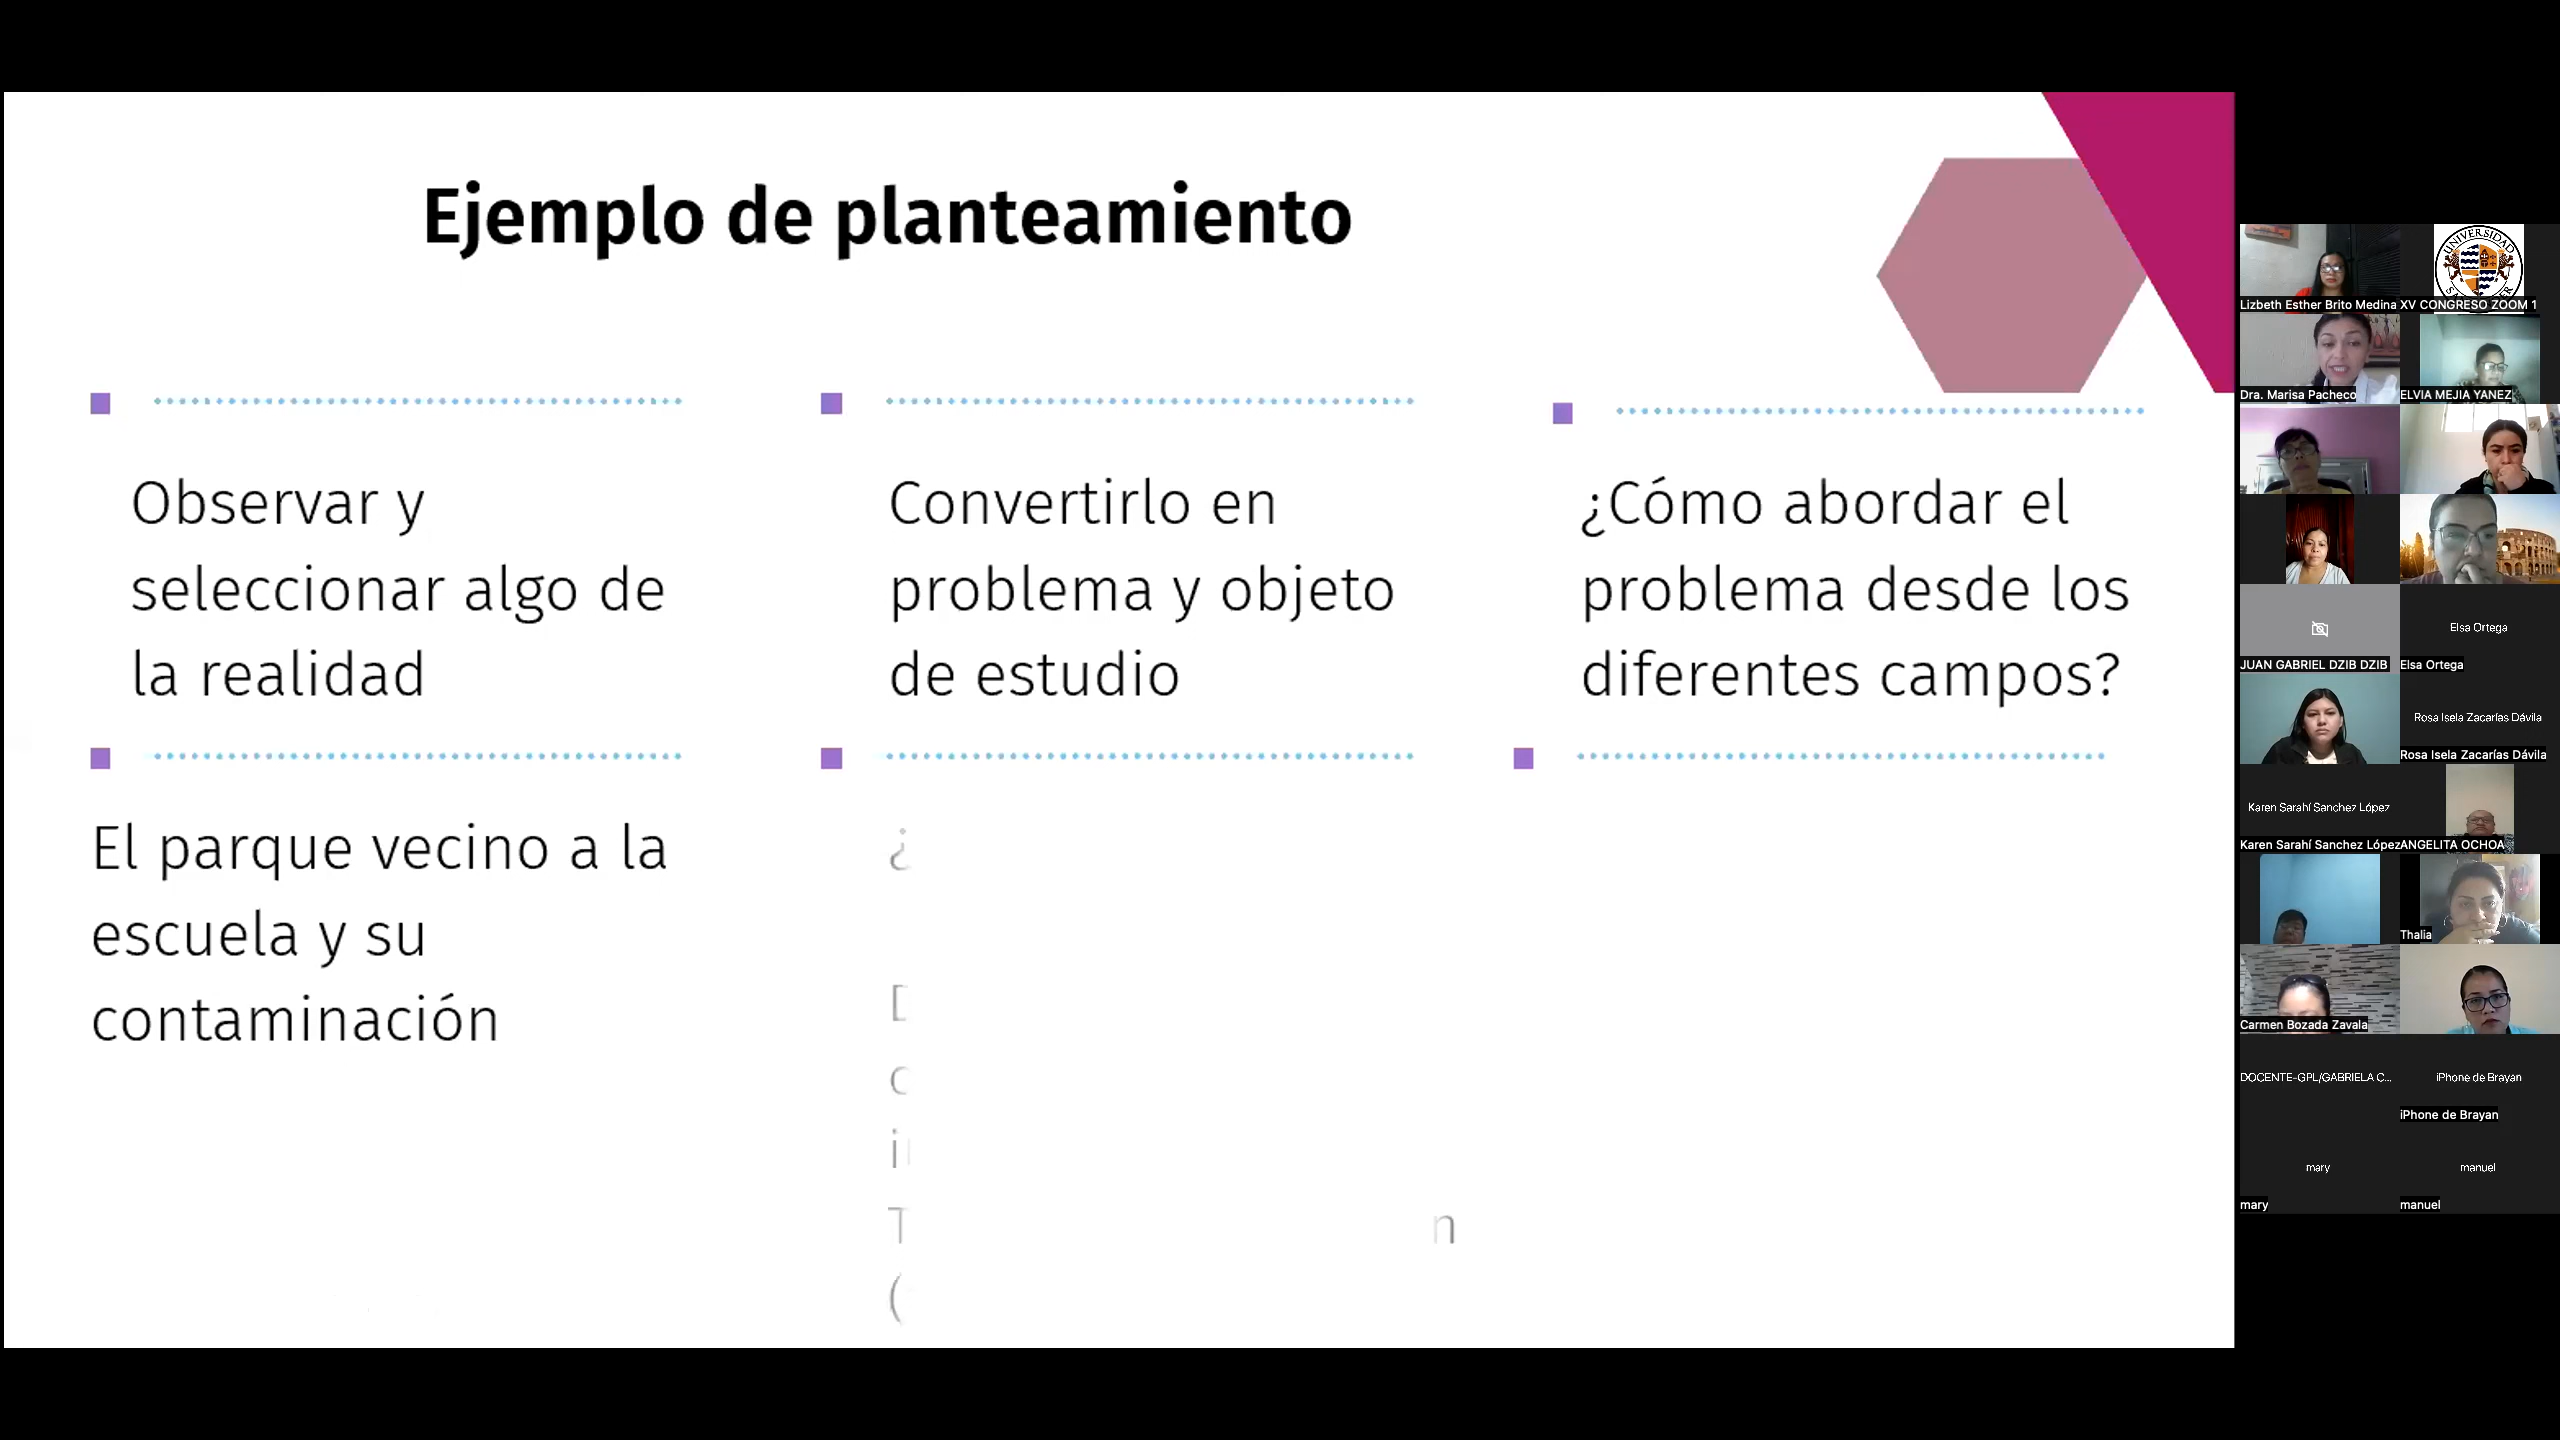 Ejemplo de planteamiento
Observar y
seleccionar algo de
la realidad
Convertirlo en
problema y objeto
de estudio
¿Cómo abordar el
problema desde los
diferentes campos?
El parque vecino a la
escuela y su
contaminación
¿
n
(
UNIVERSIDAD
Lizbeth Esther Brito Medina
XV CONGRESO ZOOM 1
Dra. Marisa Pacheco
ELVIA MEJIA YANEZ
JUAN GABRIEL DZIB DZIB
Elsa Ortega
Elsa Ortega
Rosa Isela Zacarías Dávila
Rosa Isela Zacarías Dávila
Karen Sarahí Sanchez López
Karen Sarahí Sanchez López
ANGELITA OCHOA
Thalia
Carmen Bozada Zavala
DOCENTE-GPL/GABRIELA C...
iPhone de Brayan
iPhone de Brayan
mary
manuel
mary
manuel